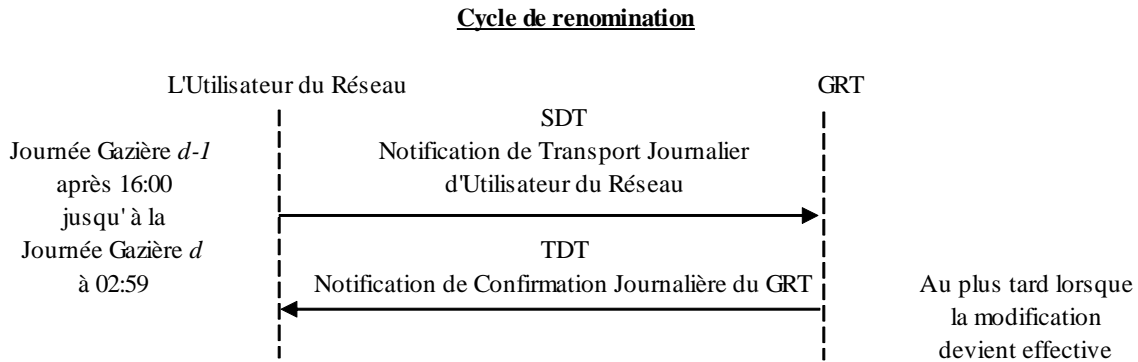 Cycle de renomination
L'Utilisateur du Réseau
GRT
SDT
Journée Gazière d-1
Notification de Transport Journalier
après 16:00
d'Utilisateur du Réseau
jusqu' à la
Journée Gazière d
TDT
à 02:59
Notification de Confirmation Journalière du GRT
Au plus tard lorsque
la modification
devient effective